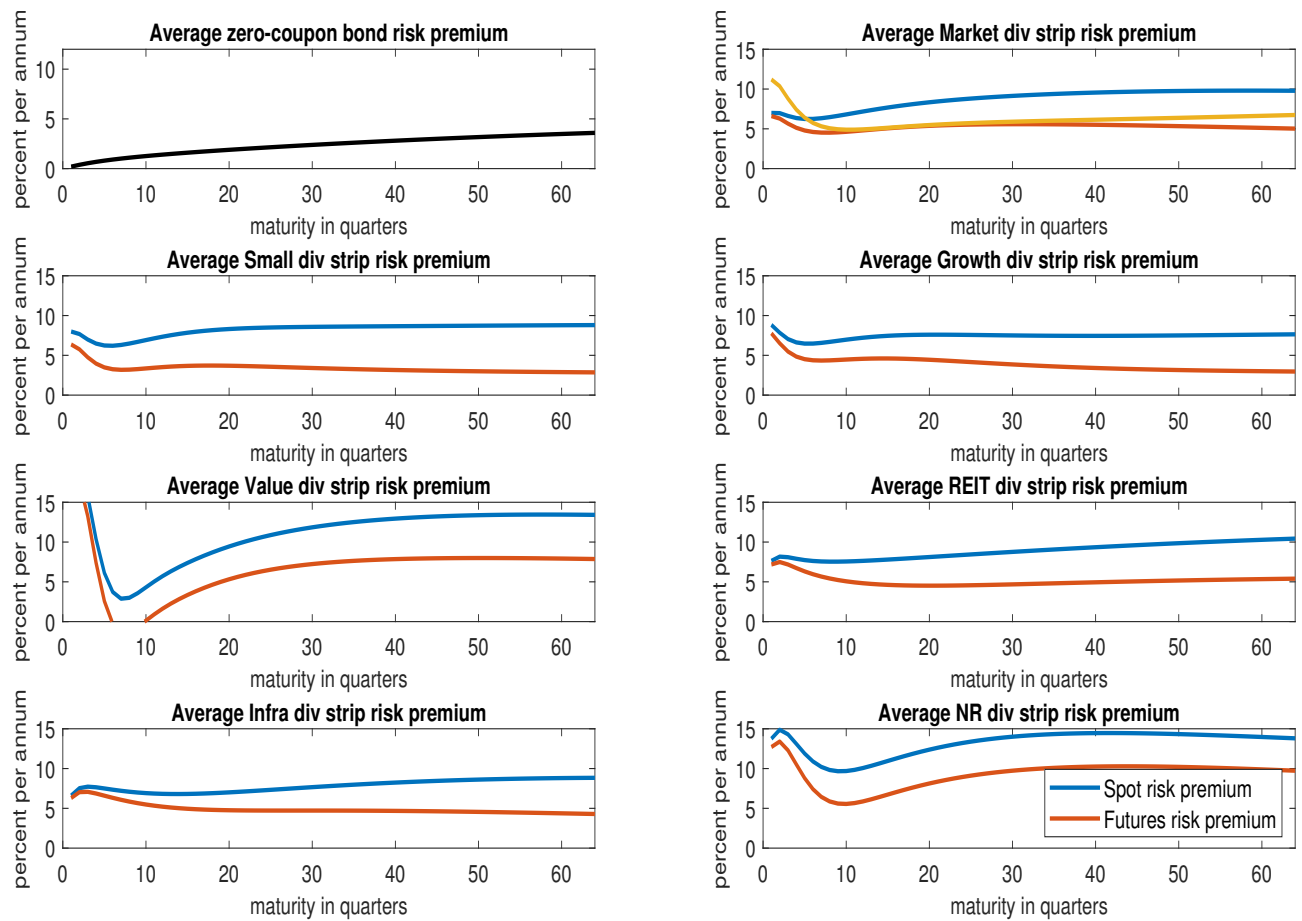 Average zero-coupon bond risk premium
percent per annum
10
5
0
0 10 20 30 40 50 60
maturity in quarters
Average Market div strip risk premium
percent per annum
15
10
5
0
0 10 20 30 40 50 60
maturity in quarters
Average Small div strip risk premium
percent per annum
15
10
5
0
0 10 20 30 40 50 60
maturity in quarters
Average Growth div strip risk premium
percent per annum
15
10
5
0
0 10 20 30 40 50 60
maturity in quarters
Average Value div strip risk premium
percent per annum
15
10
5
0
0 10 20 30 40 50 60
maturity in quarters
Average REIT div strip risk premium
percent per annum
15
10
5
0
0 10 20 30 40 50 60
maturity in quarters
Average Infra div strip risk premium
percent per annum
15
10
5
0
0 10 20 30 40 50 60
maturity in quarters
Average NR div strip risk premium
percent per annum
15
10
5
0
0 10 20 30 40 50 60
maturity in quarters
Spot risk premium
Futures risk premium